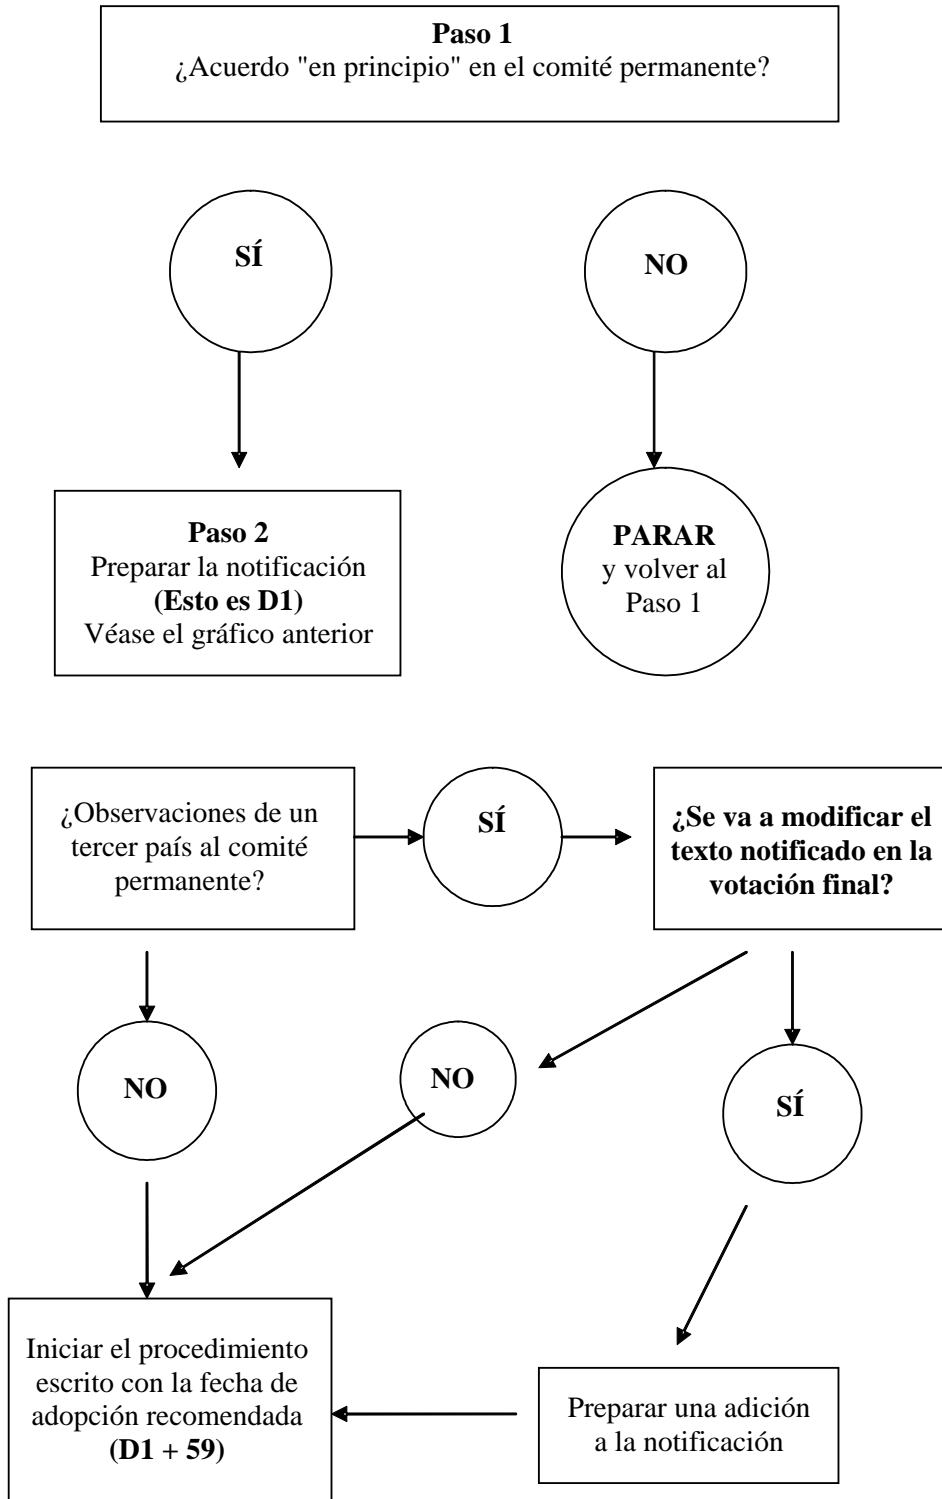 Paso 1
¿Acuerdo "en principio" en el comité permanente?
SÍ
NO
Paso 2
Preparar la notificación
(Esto es D1)
Véase el gráfico anterior
PARAR
y volver al
Paso 1
¿Observaciones de un
tercer país al comité
permanente?
SÍ
¿Se va a modificar el
texto notificado en la
votación final?
NO
NO
SÍ
Iniciar el procedimiento
escrito con la fecha de
adopción recomendada
(D1 + 59)
Preparar una adición
a la notificación